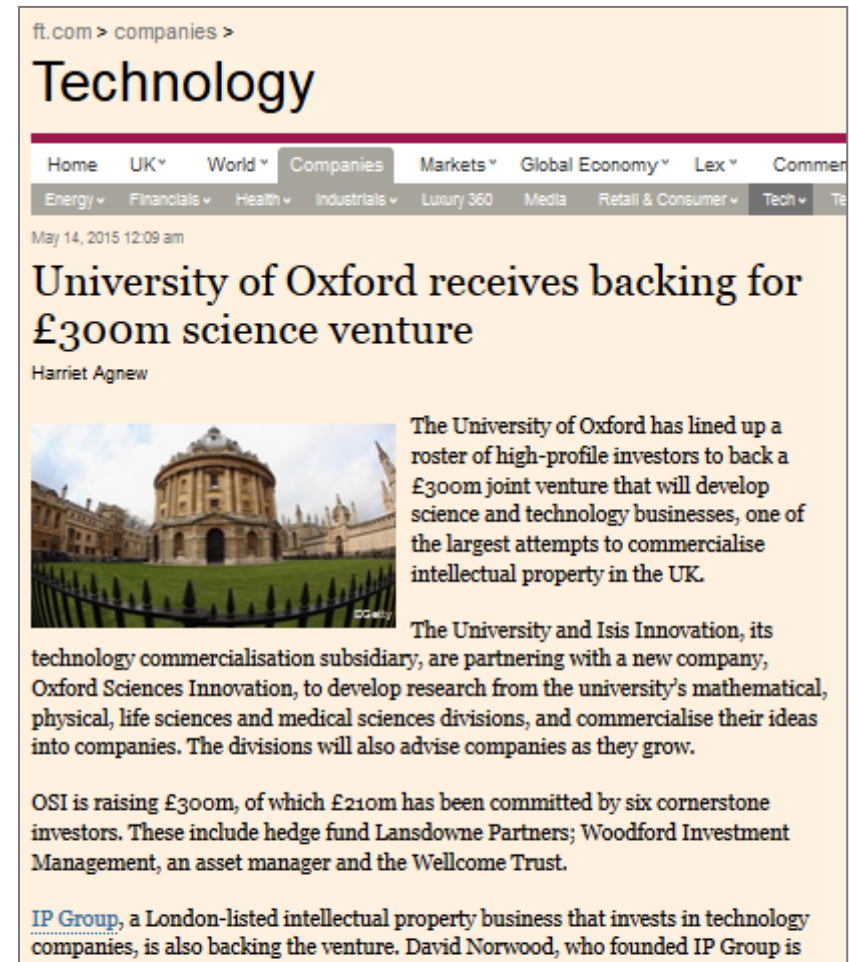 ft.com > companies >
Technology
Home UK World Companies Markets Global Economy Lex
Energy Financials Health Industrials Luxury 360 Media Retail & Consumer Tech
May 14, 2015 12:09 am
University of Oxford receives backing for
£300m science venture
Harriet Agnew
The University of Oxford has lined up a
roster of high-profile investors to back a
£300m joint venture that will develop
science and technology businesses, one of
the largest attempts to commercialise
intellectual property in the UK.
©Getty
The University and Isis Innovation, its
technology commercialisation subsidiary, are partnering with a new company,
Oxford Sciences Innovation, to develop research from the university's mathematical,
physical, life sciences and medical sciences divisions, and commercialise their ideas
into companies. The divisions will also advise companies as they grow.
OSI is raising £300m, of which £210m has been committed by six cornerstone
investors. These include hedge fund Lansdowne Partners; Woodford Investment
Management, an asset manager and the Wellcome Trust.
IP Group, a London-listed intellectual property business that invests in technology
companies, is also backing the venture. David Norwood, who founded IP Group is